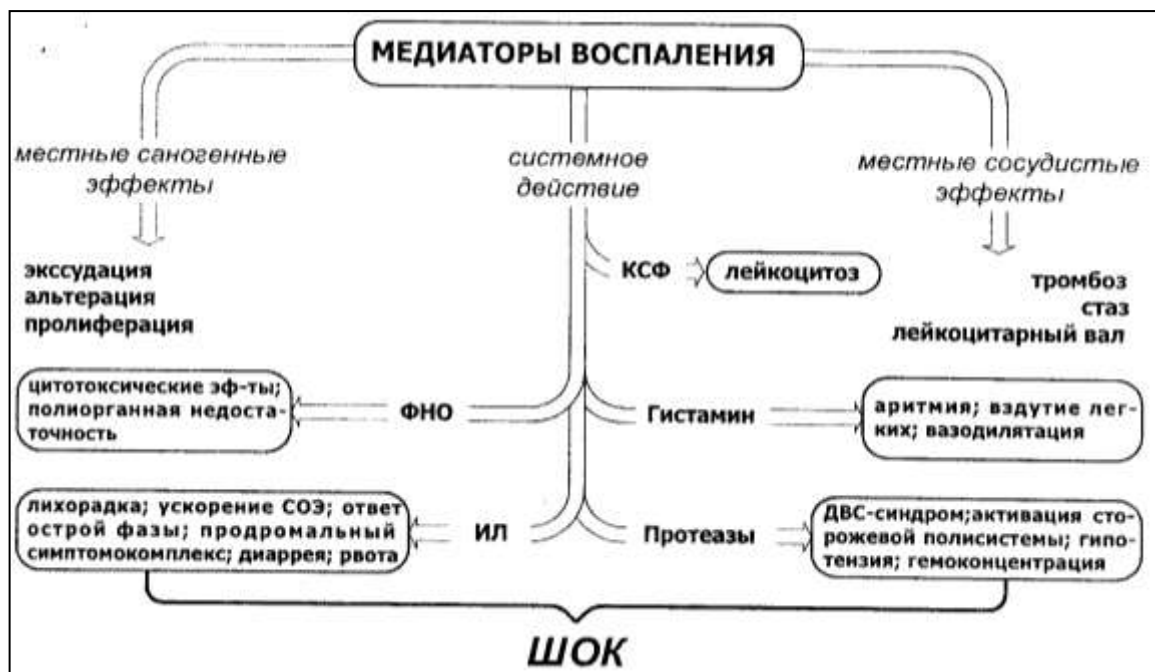 МЕДИАТОРЫ ВОСПАЛЕНИЯ
местные саногенные
эффекты
системное
действие
местные сосудистые
эффекты
экссудация
альтерация
пролиферация
КСФ
лейкоцитоз
тромбоз
стаз
лейкоцитарный вал
цитотоксические эф-ты;
полиорганная недоста-
точность
ФНО
Гистамин
аритмия; вздутие лег-
ких; вазодилятация
лихорадка; ускорение СОЭ; ответ
острой фазы; продромальный
симптомокомплекс; диаррея; рвота
ИЛ
Протеазы
ДВС-синдром;активация сто-
рожевой полисистемы; гипо-
тензия; гемоконцентрация
ШОК